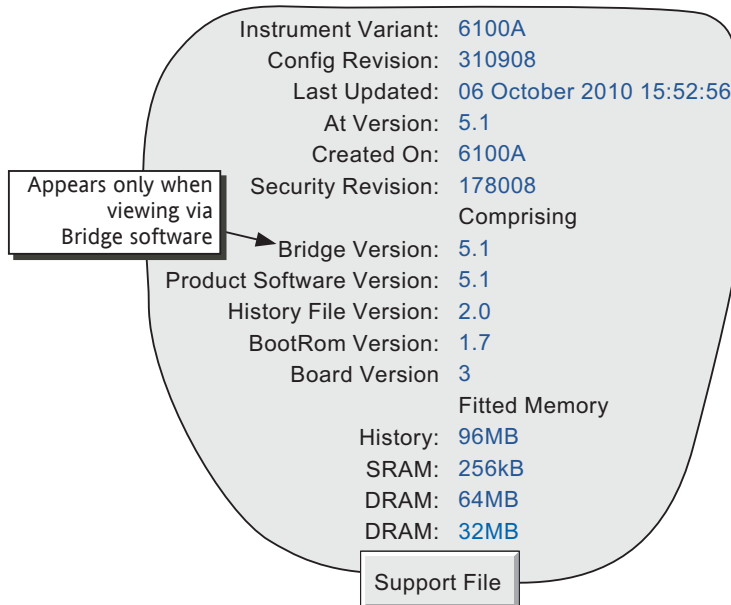 Instrument Variant: 6100A
Config Revision: 310908
Last Updated: 06 October 2010 15:52:56
At Version: 5.1
Created On: 6100A
Security Revision: 178008
Comprising
Appears only when
viewing via
Bridge software
Bridge Version: 5.1
Product Software Version: 5.1
History File Version: 2.0
BootRom Version: 1.7
Board Version 3
Fitted Memory
History: 96MB
SRAM: 256kB
DRAM: 64MB
DRAM: 32MB
Support File